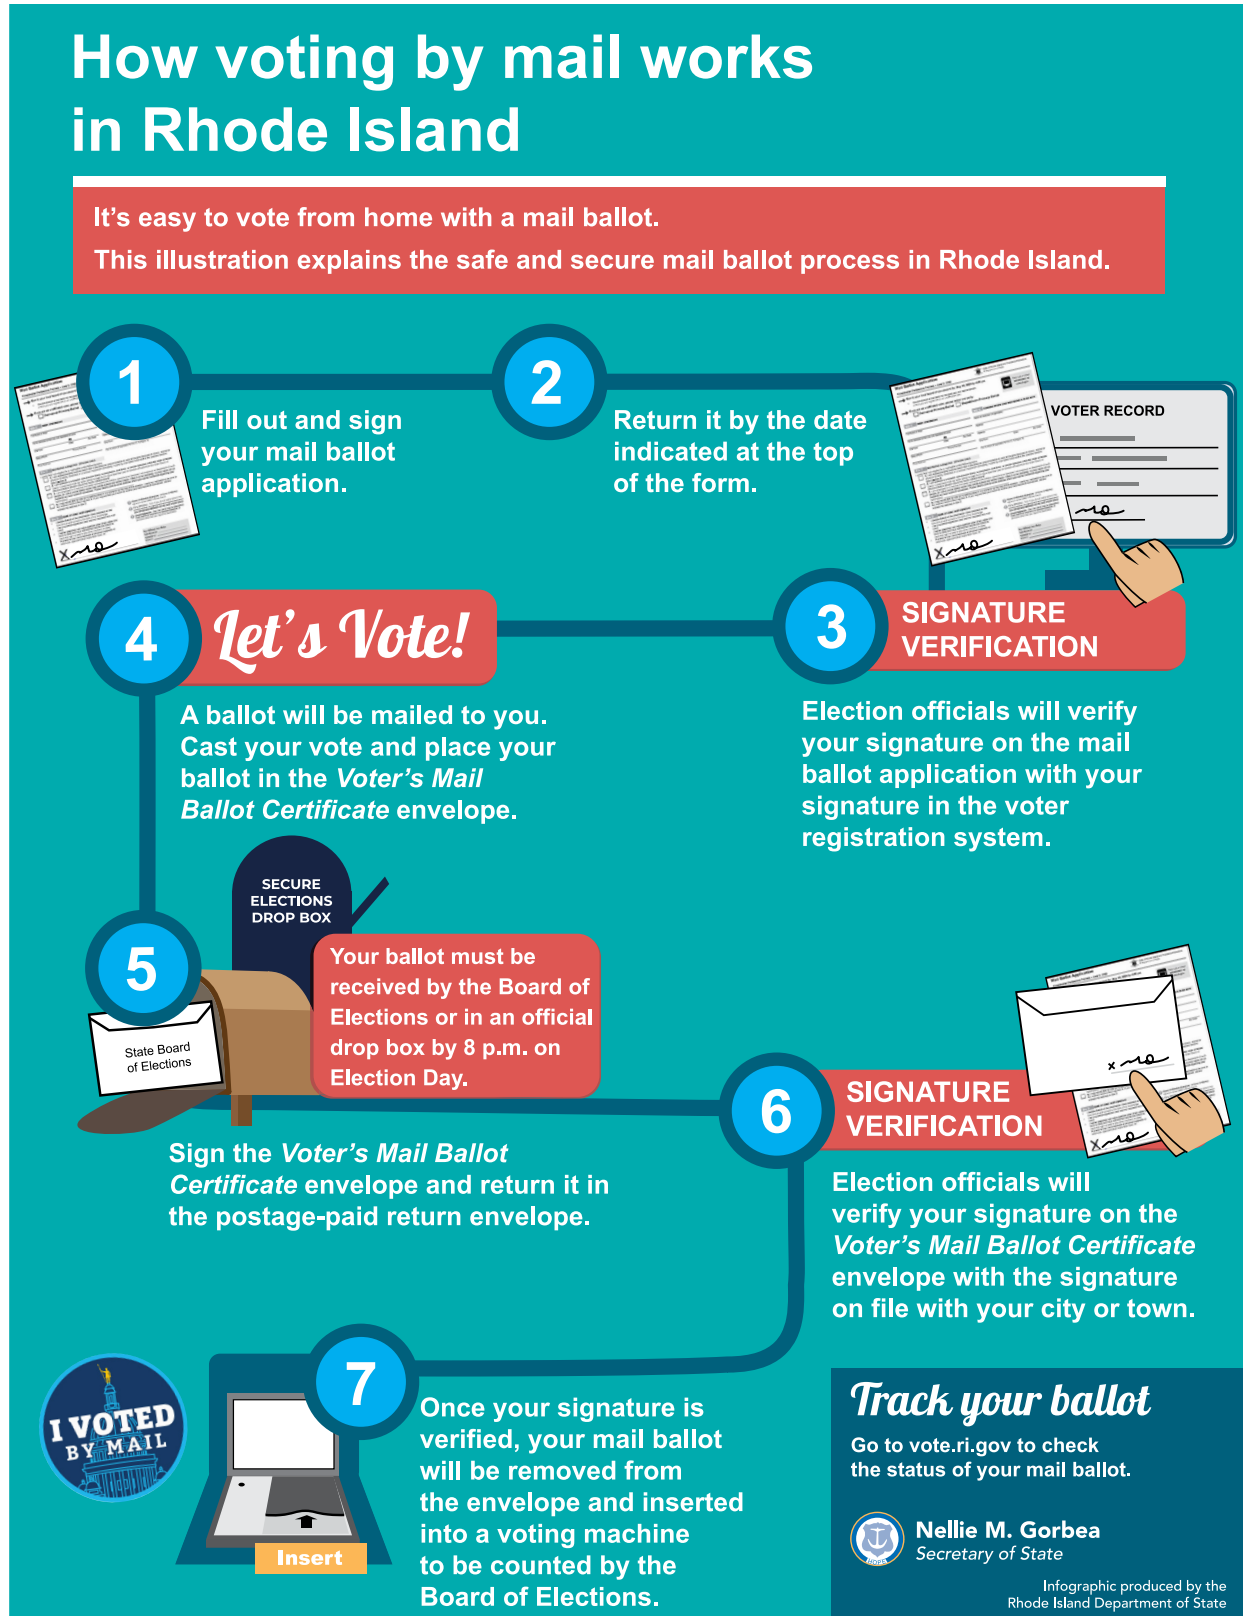 How voting by mail works
in Rhode Island
It's easy to vote from home with a mail ballot.
This illustration explains the safe and secure mail ballot process in Rhode Island.
1
Fill out and sign
your mail ballot
application.
2
Return it by the date
indicated at the top
of the form.
Mail Ballot Application
VOTER RECORD
3
SIGNATURE
VERIFICATION
Election officials will verify
your signature on the mail
ballot application with your
signature in the voter
registration system.
4
Let's Vote!
A ballot will be mailed to you.
Cast your vote and place your
ballot in the Voter's Mail
Ballot Certificate envelope.
SECURE
ELECTIONS
DROP BOX
5
State Board
of Elections
Your ballot must be
received by the Board of
Elections or in an official
drop box by 8 p.m. on
Election Day.
Sign the Voter's Mail Ballot
Certificate envelope and return it in
the postage-paid return envelope.
6
SIGNATURE
VERIFICATION
Election officials will
verify your signature on the
Voter's Mail Ballot Certificate
envelope with the signature
on file with your city or town.
7
Once your signature is
verified, your mail ballot
will be removed from
the envelope and inserted
into a voting machine
to be counted by the
Board of Elections.
Insert
I VOTED
BY MAIL
Track your ballot
Go to vote.ri.gov to check
the status of your mail ballot.
HOPE
Nellie M. Gorbea
Secretary of State
Infographic produced by the
Rhode Island Department of State